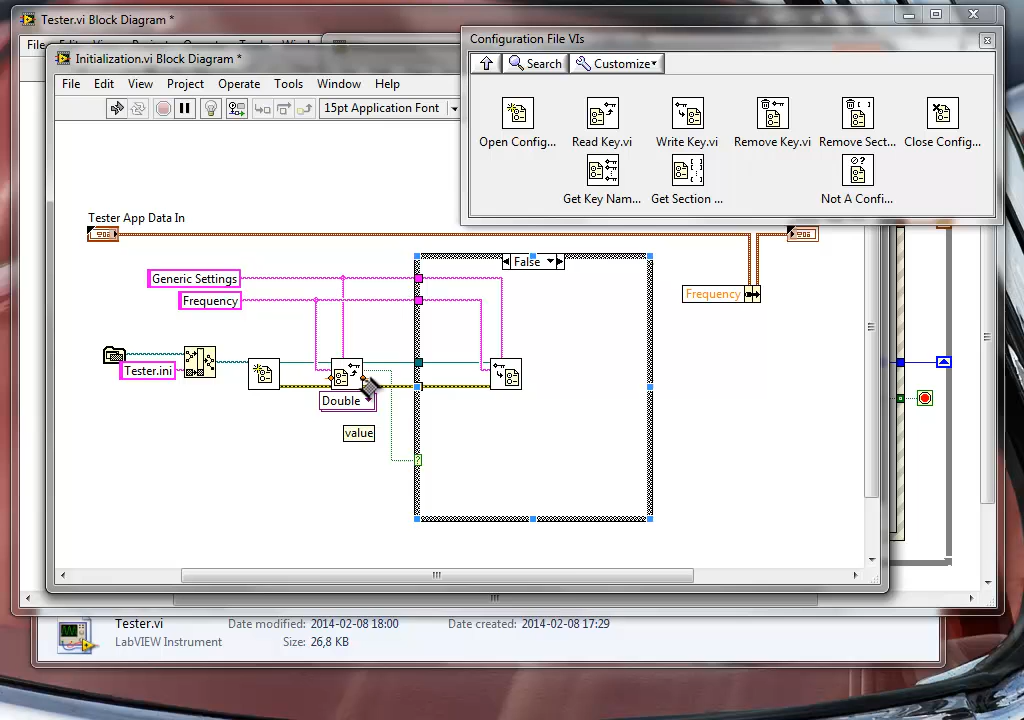 Tester.vi Block Diagram *
Configuration File VIs
File
Initialization.vi Block Diagram *
Search
Customize
File Edit View Project Operate Tools Window Help
15pt Application Font
Open Config...
Read Key.vi
Write Key.vi
Remove Key.vi
Remove Sect...
Close Config...
Get Key Nam...
Get Section ...
Not A Confi...
Tester App Data In
False
Generic Settings
Frequency
Frequency
Tester.ini
Double
value
?
Tester.vi
Date modified: 2014-02-08 18:00
Date created: 2014-02-08 17:29
LabVIEW Instrument
Size: 26,8 KB